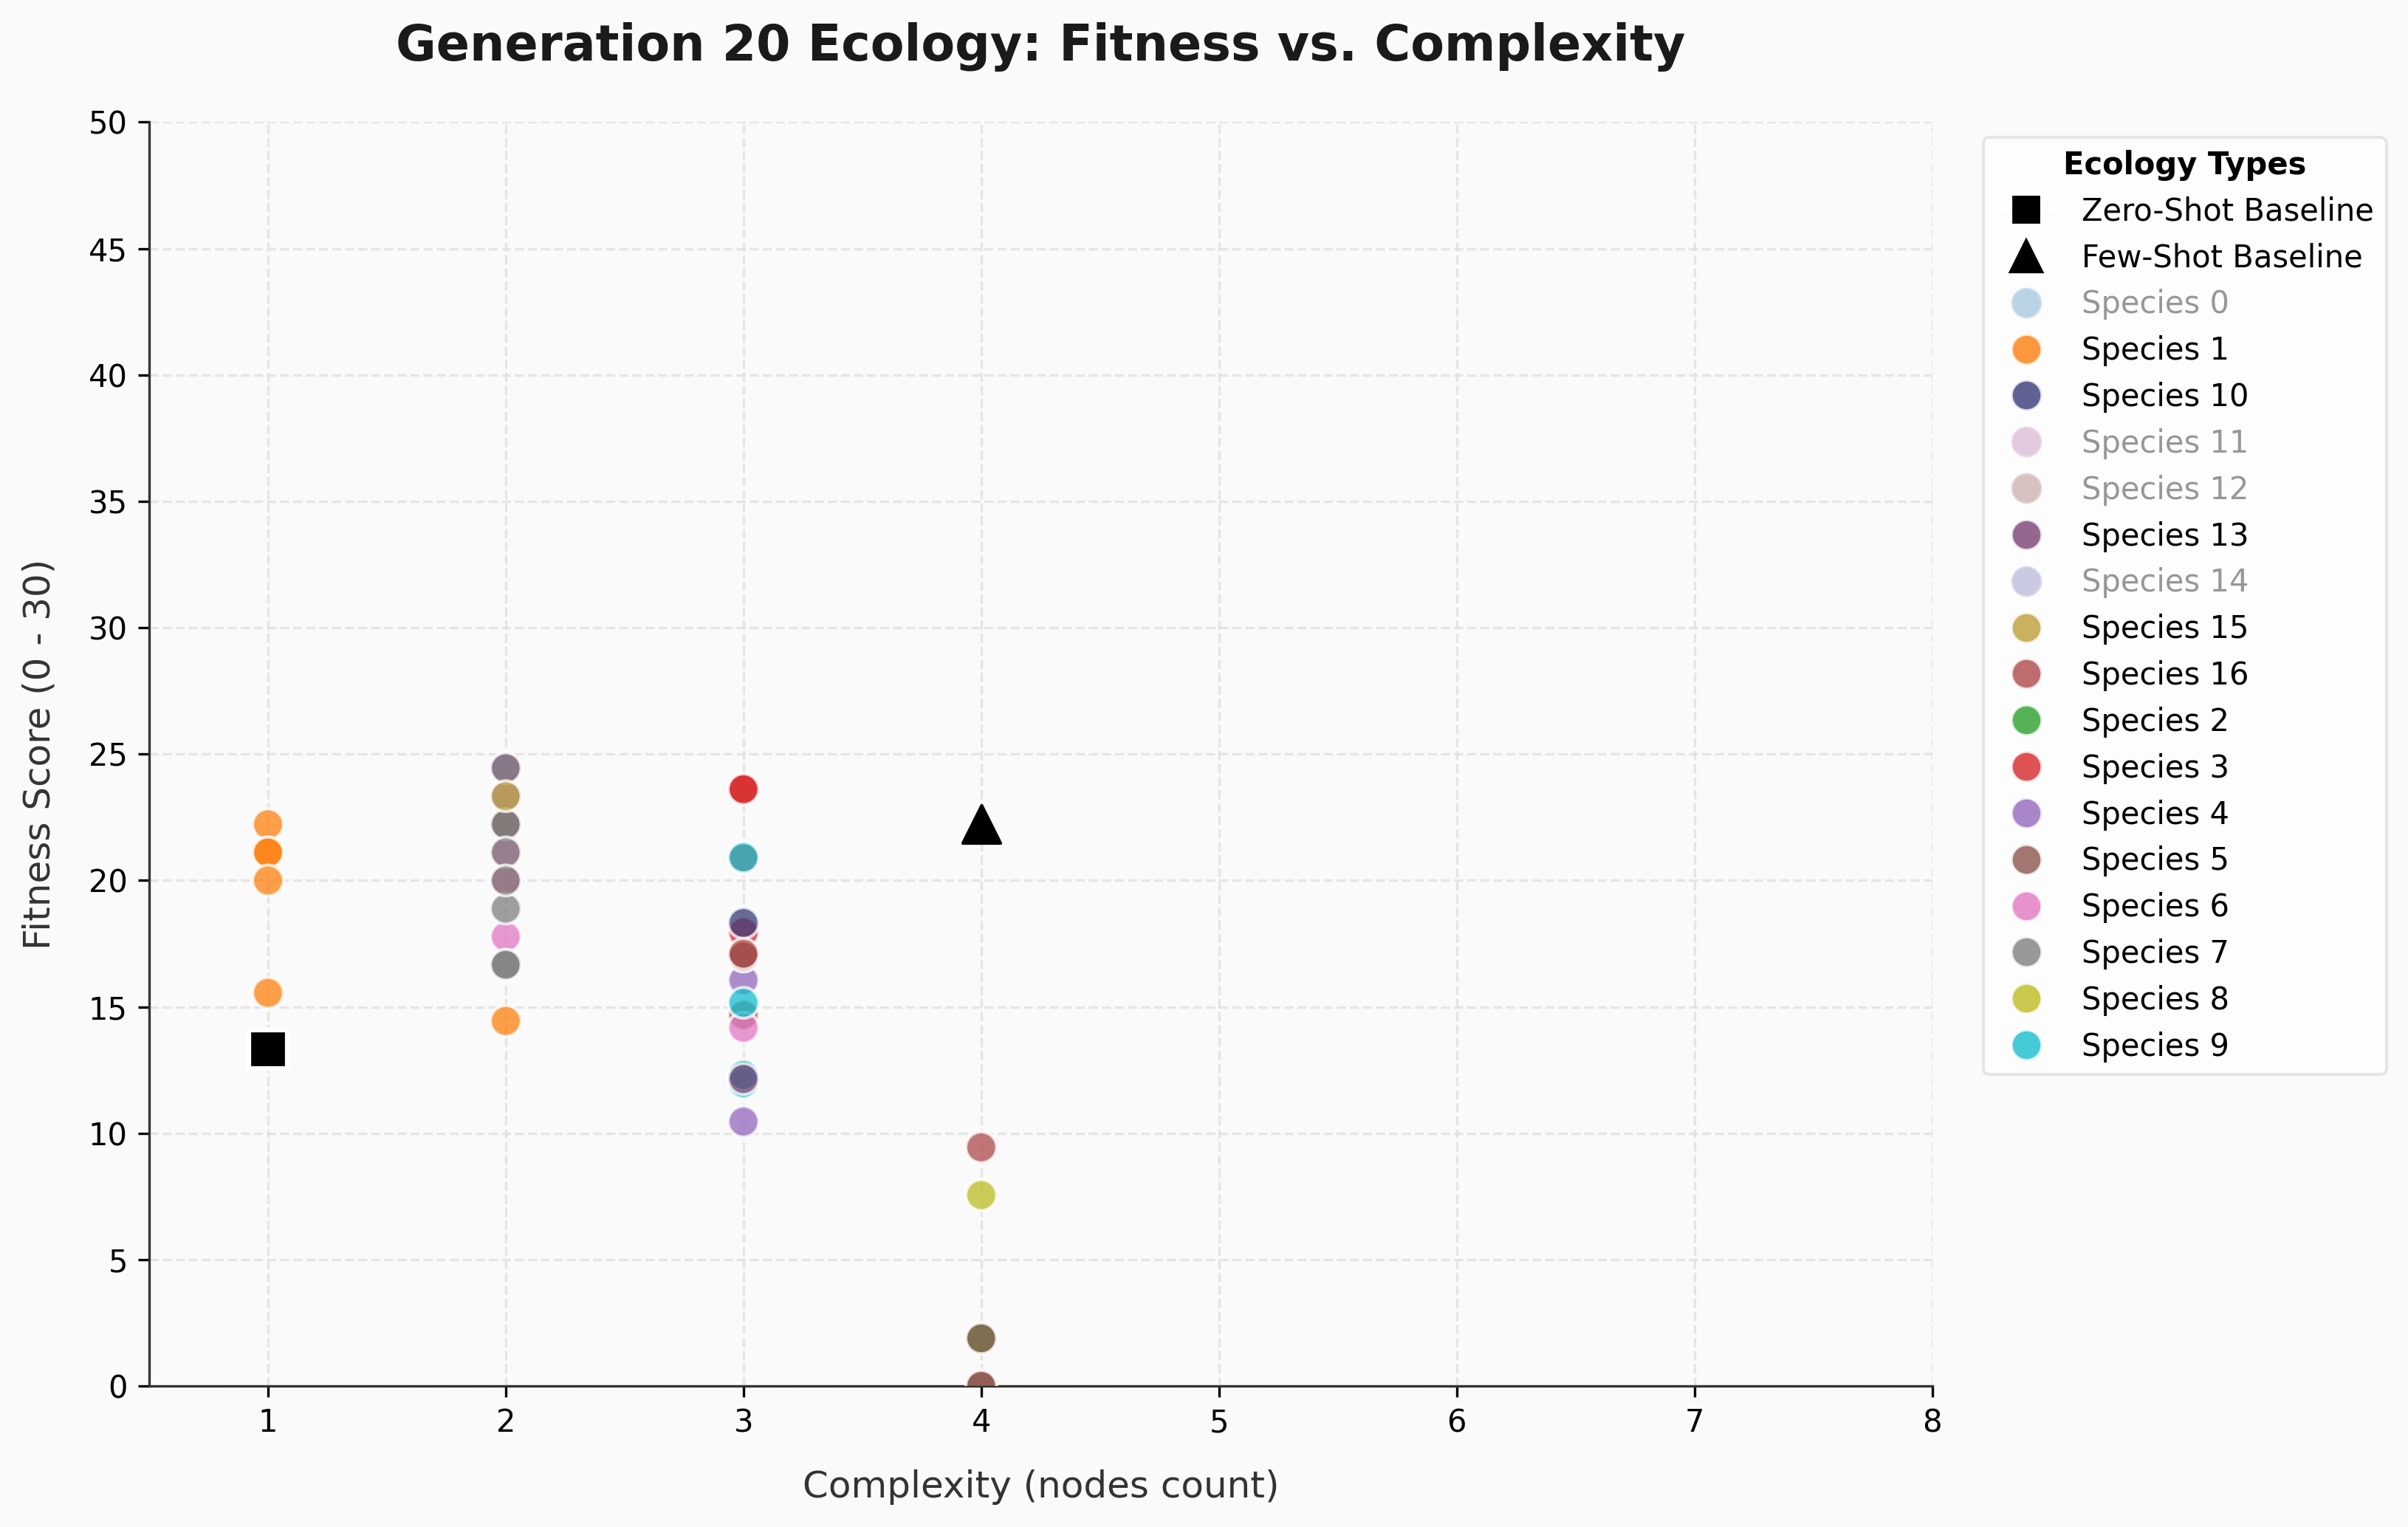 Generation 20 Ecology: Fitness vs. Complexity
50
45
40
35
30
25
20
15
10
5
0
Fitness Score (0 - 30)
1 2 3 4 5 6 7 8
Complexity (nodes count)
Ecology Types
Zero-Shot Baseline
Few-Shot Baseline
Species 0
Species 1
Species 10
Species 11
Species 12
Species 13
Species 14
Species 15
Species 16
Species 2
Species 3
Species 4
Species 5
Species 6
Species 7
Species 8
Species 9